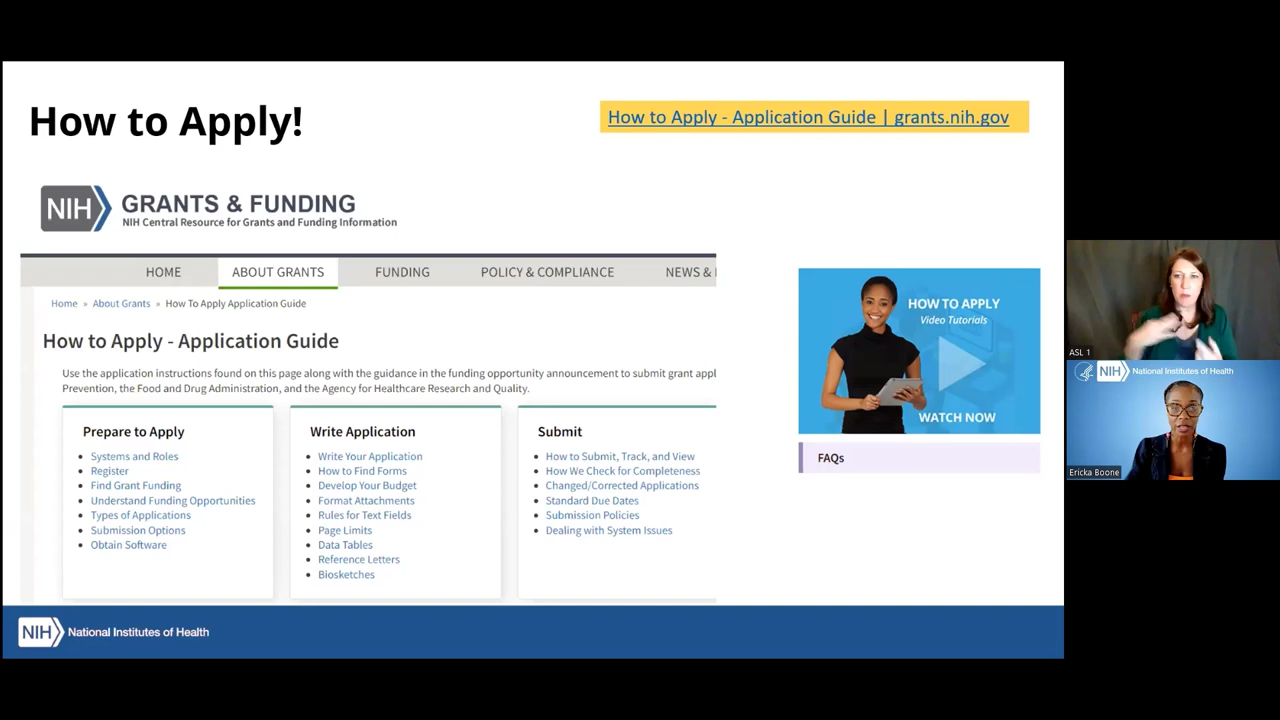 How to Apply!
How to Apply - Application Guide | grants.nih.gov
NIH
GRANTS & FUNDING
NIH Central Resource for Grants and Funding Information
HOME
ABOUT GRANTS
FUNDING
POLICY & COMPLIANCE
NEWS &
Home » About Grants » How To Apply Application Guide
How to Apply - Application Guide
Use the application instructions found on this page along with the guidance in the funding opportunity announcement to submit grant appl
Prevention, the Food and Drug Administration, and the Agency for Healthcare Research and Quality.
Prepare to Apply
Systems and Roles
Register
Find Grant Funding
Understand Funding Opportunities
Types of Applications
Submission Options
Obtain Software
Write Application
Write Your Application
How to Find Forms
Develop Your Budget
Format Attachments
Rules for Text Fields
Page Limits
Data Tables
Reference Letters
Biosketches
Submit
How to Submit, Track, and View
How We Check for Completeness
Changed/Corrected Applications
Standard Due Dates
Submission Policies
Dealing with System Issues
HOW TO APPLY
Video Tutorials
WATCH NOW
FAQs
ASL 1
NIH National Institutes of Health
Ericka Boone
NIH National Institutes of Health